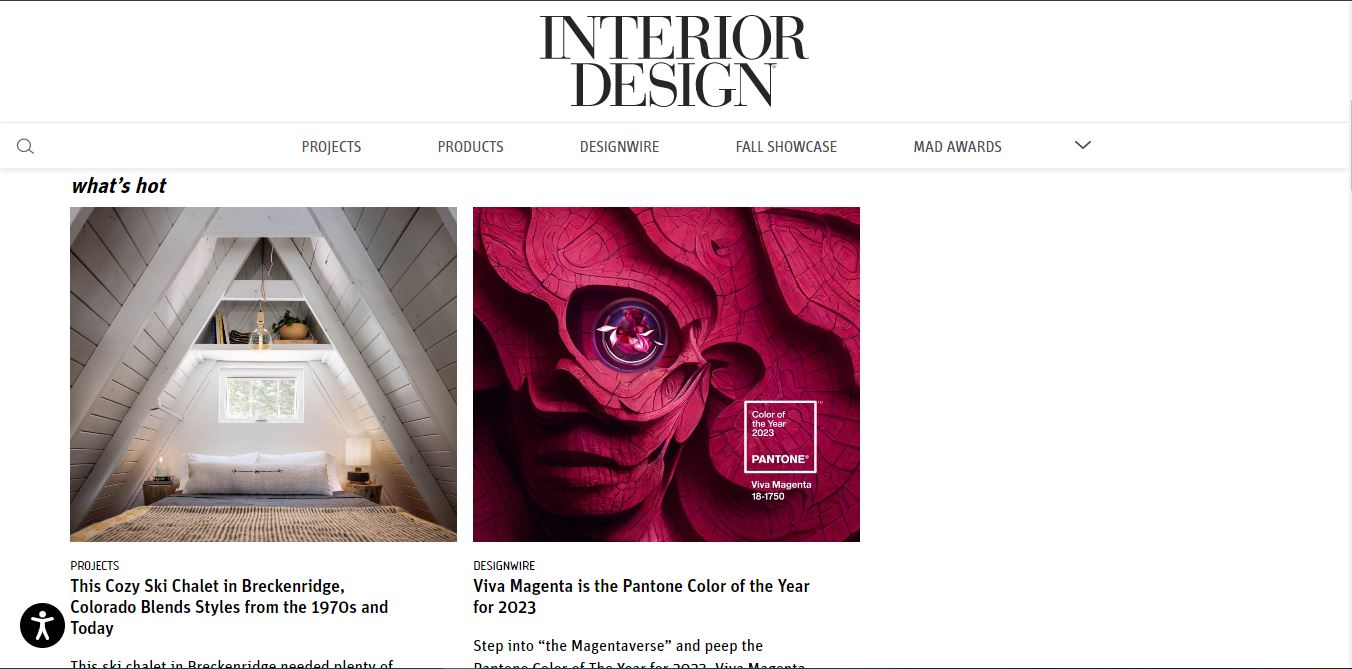 INTERIOR
DESIGN
PROJECTS
PRODUCTS
DESIGNWIRE
FALL SHOWCASE
MAD AWARDS
what's hot
Color of
the Year
2023
PANTONE®
Viva Magenta
18-1750
PROJECTS
This Cozy Ski Chalet in Breckenridge,
Colorado Blends Styles from the 1970s and
Today
This ski chalet in Breckenridge needed plenty of
DESIGNWIRE
Viva Magenta is the Pantone Color of the Year
for 2023
Step into “the Magentaverse” and peep the
Pantone Color of The Year for 2023, Viva Magenta